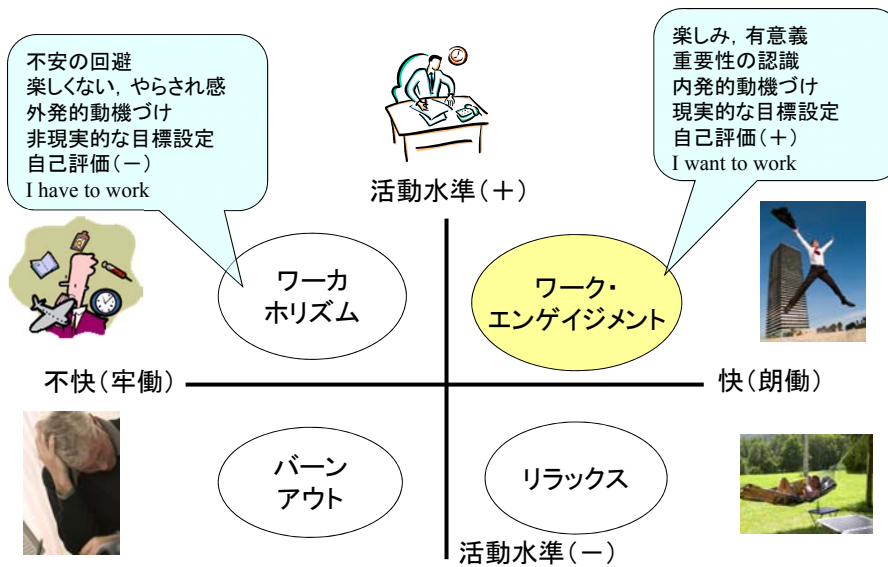 不安の回避
楽しくない，やらされ感
外発的動機づけ
非現実的な目標設定
自己評価（－）
I have to work
楽しみ，有意義
重要性の認識
内発的動機づけ
現実的な目標設定
自己評価（＋）
I want to work
活動水準（＋）
ワーカ
ホリズム
ワーク・
エンゲイジメント
不快（牢働）
快（朗働）
バーン
アウト
リラックス
活動水準（－）